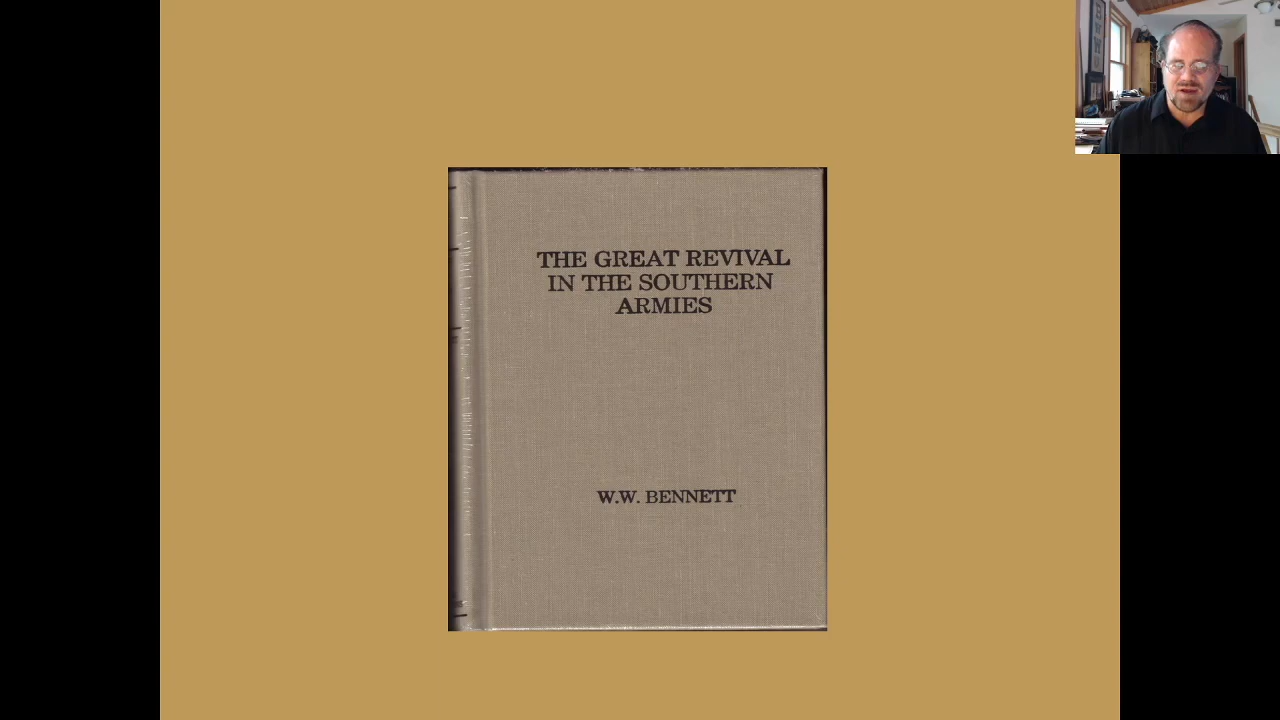 THE GREAT REVIVAL
IN THE SOUTHERN
ARMIES
W.W. BENNETT